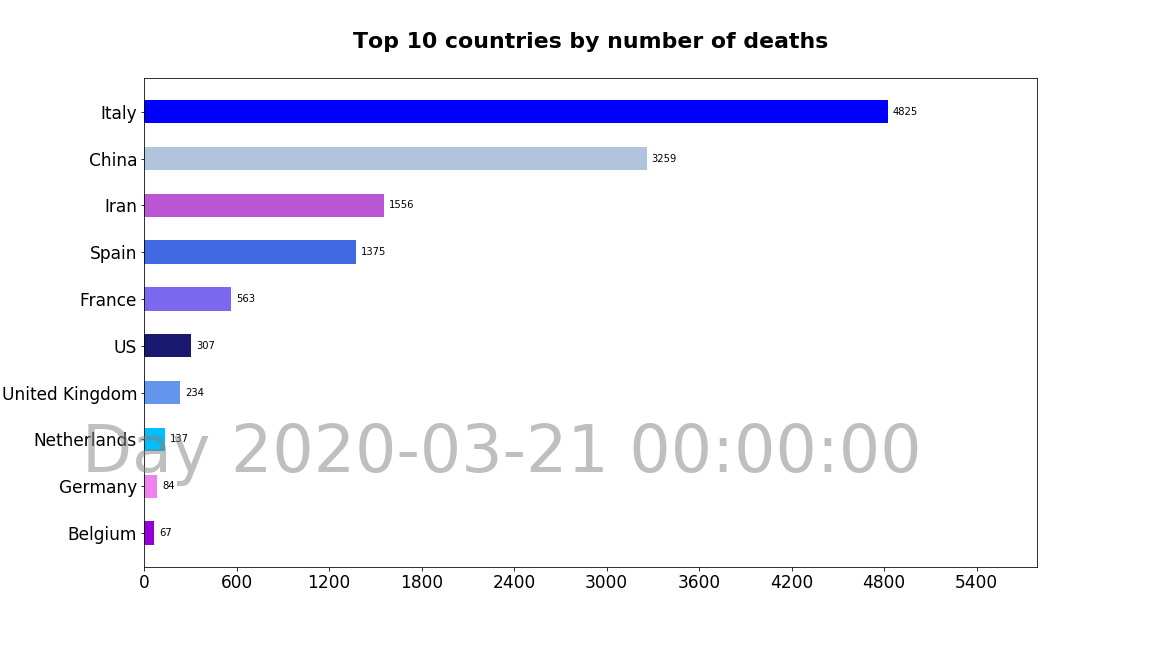 Top 10 countries by number of deaths
Italy 4825
China 3259
Iran 1556
Spain 1375
France 563
US 307
United Kingdom 234
Netherlands 137
Day 2020-03-21 00:00:00
Germany 84
Belgium 67
0 600 1200 1800 2400 3000 3600 4200 4800 5400